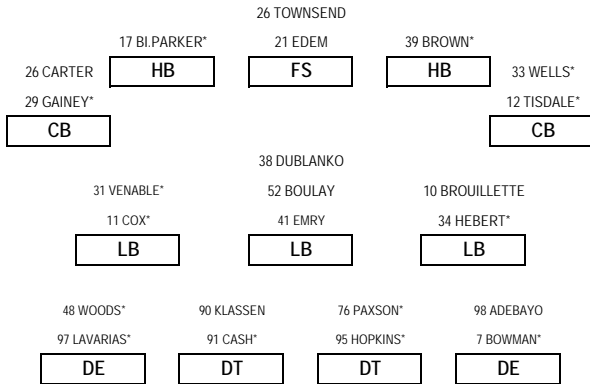 26 TOWNSEND
17 BI.PARKER* 21 EDEM 39 BROWN*
26 CARTER HB FS HB 33 WELLS*
29 GAINEY* 12 TISDALE*
CB CB
38 DUBLANKO
31 VENABLE* 52 BOULAY 10 BROUILLETTE
11 COX* 41 EMRY 34 HEBERT*
LB LB LB
48 WOODS* 90 KLASSEN 76 PAXSON* 98 ADEBAYO
97 LAVARIAS* 91 CASH* 95 HOPKINS* 7 BOWMAN*
DE DT DT DE